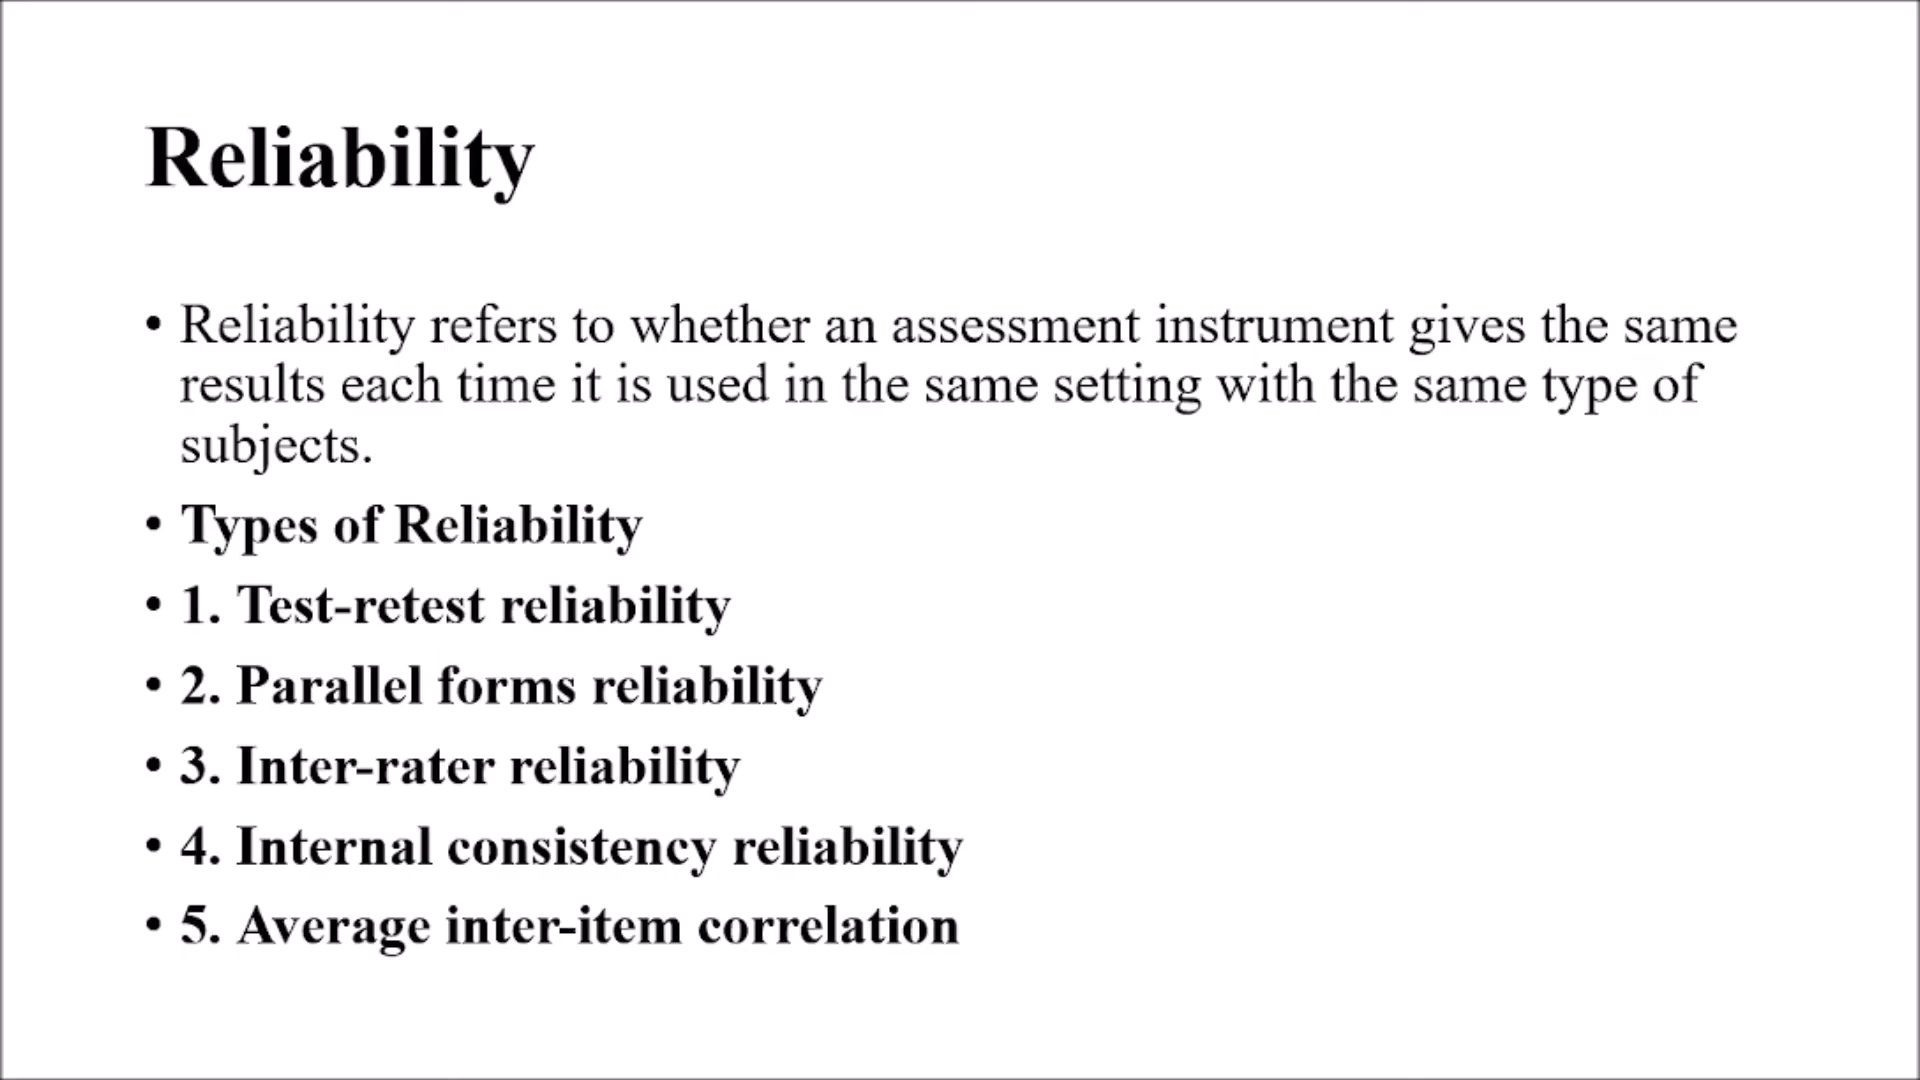 Reliability
• Reliability refers to whether an assessment instrument gives the same
results each time it is used in the same setting with the same type of
subjects.
• Types of Reliability
• 1. Test-retest reliability
• 2. Parallel forms reliability
• 3. Inter-rater reliability
• 4. Internal consistency reliability
• 5. Average inter-item correlation